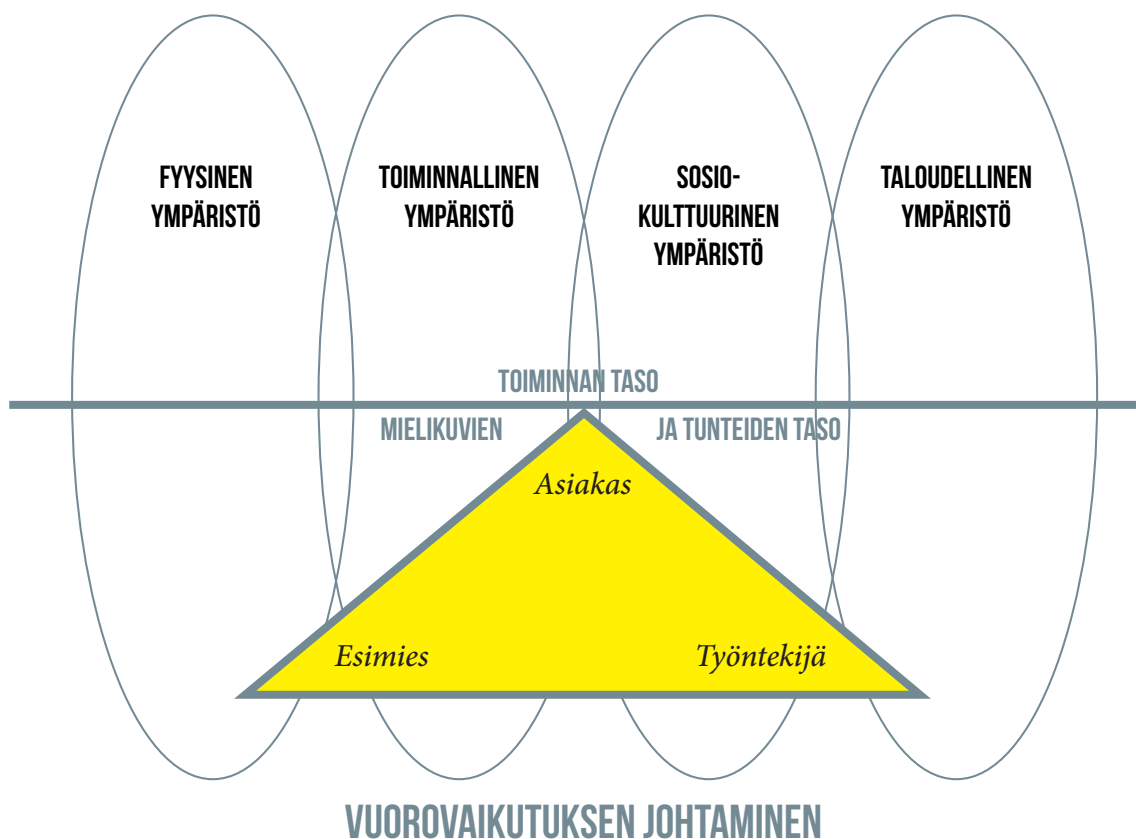 FYYSINEN
YMPÄRISTÖ
TOIMINNALLINEN
YMPÄRISTÖ
SOSIO-
KULTTUURINEN
YMPÄRISTÖ
TALOUDELLINEN
YMPÄRISTÖ
TOIMINNAN TASO
MIELIKUVIEN JA TUNTEIDEN TASO
Asiakas
Esimies
Työntekijä
VUOROVAIKUTUKSEN JOHTAMINEN